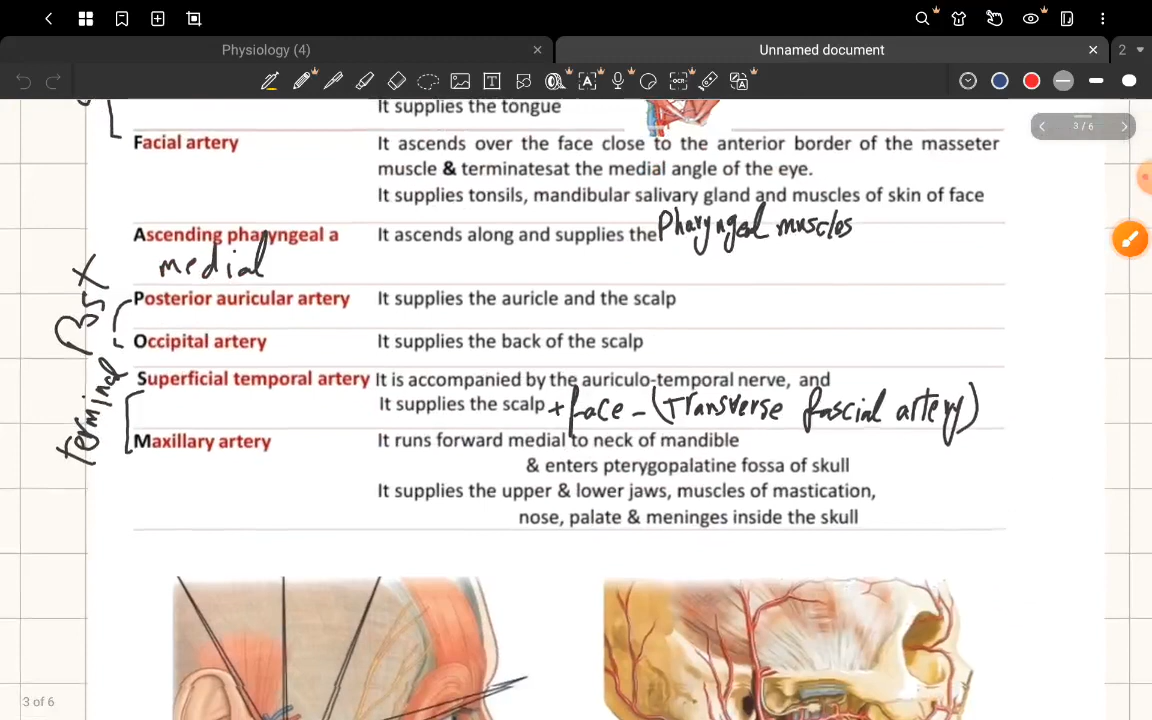 Physiology (4)
Unnamed document
2
It supplies the tongue
3 / 6
Facial artery
It ascends over the face close to the anterior border of the masseter
muscle & terminatesat the medial angle of the eye.
It supplies tonsils, mandibular salivary gland and muscles of skin of face
Ascending pharyngeal a
It ascends along and supplies the Pharyngeal muscles
medial
Posterior auricular artery
It supplies the auricle and the scalp
Post
Occipital artery
It supplies the back of the scalp
Superficial temporal artery
It is accompanied by the auriculo-temporal nerve, and
It supplies the scalp + face - (Transverse fascial artery)
terminal
Maxillary artery
It runs forward medial to neck of mandible
& enters pterygopalatine fossa of skull
It supplies the upper & lower jaws, muscles of mastication,
nose, palate & meninges inside the skull
3 of 6